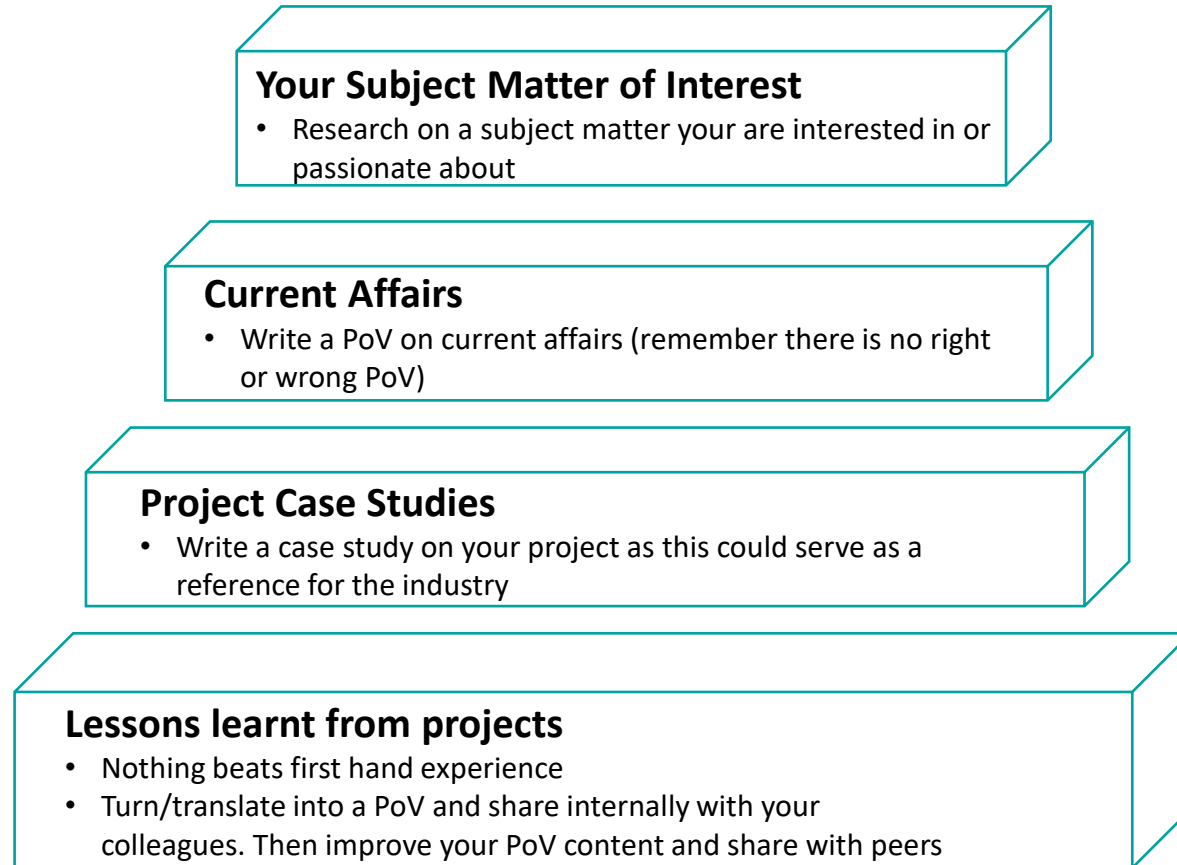 Your Subject Matter of Interest
• Research on a subject matter your are interested in or
passionate about
Current Affairs
• Write a PoV on current affairs (remember there is no right
or wrong PoV)
Project Case Studies
• Write a case study on your project as this could serve as a
reference for the industry
Lessons learnt from projects
• Nothing beats first hand experience
• Turn/translate into a PoV and share internally with your
colleagues. Then improve your PoV content and share with peers